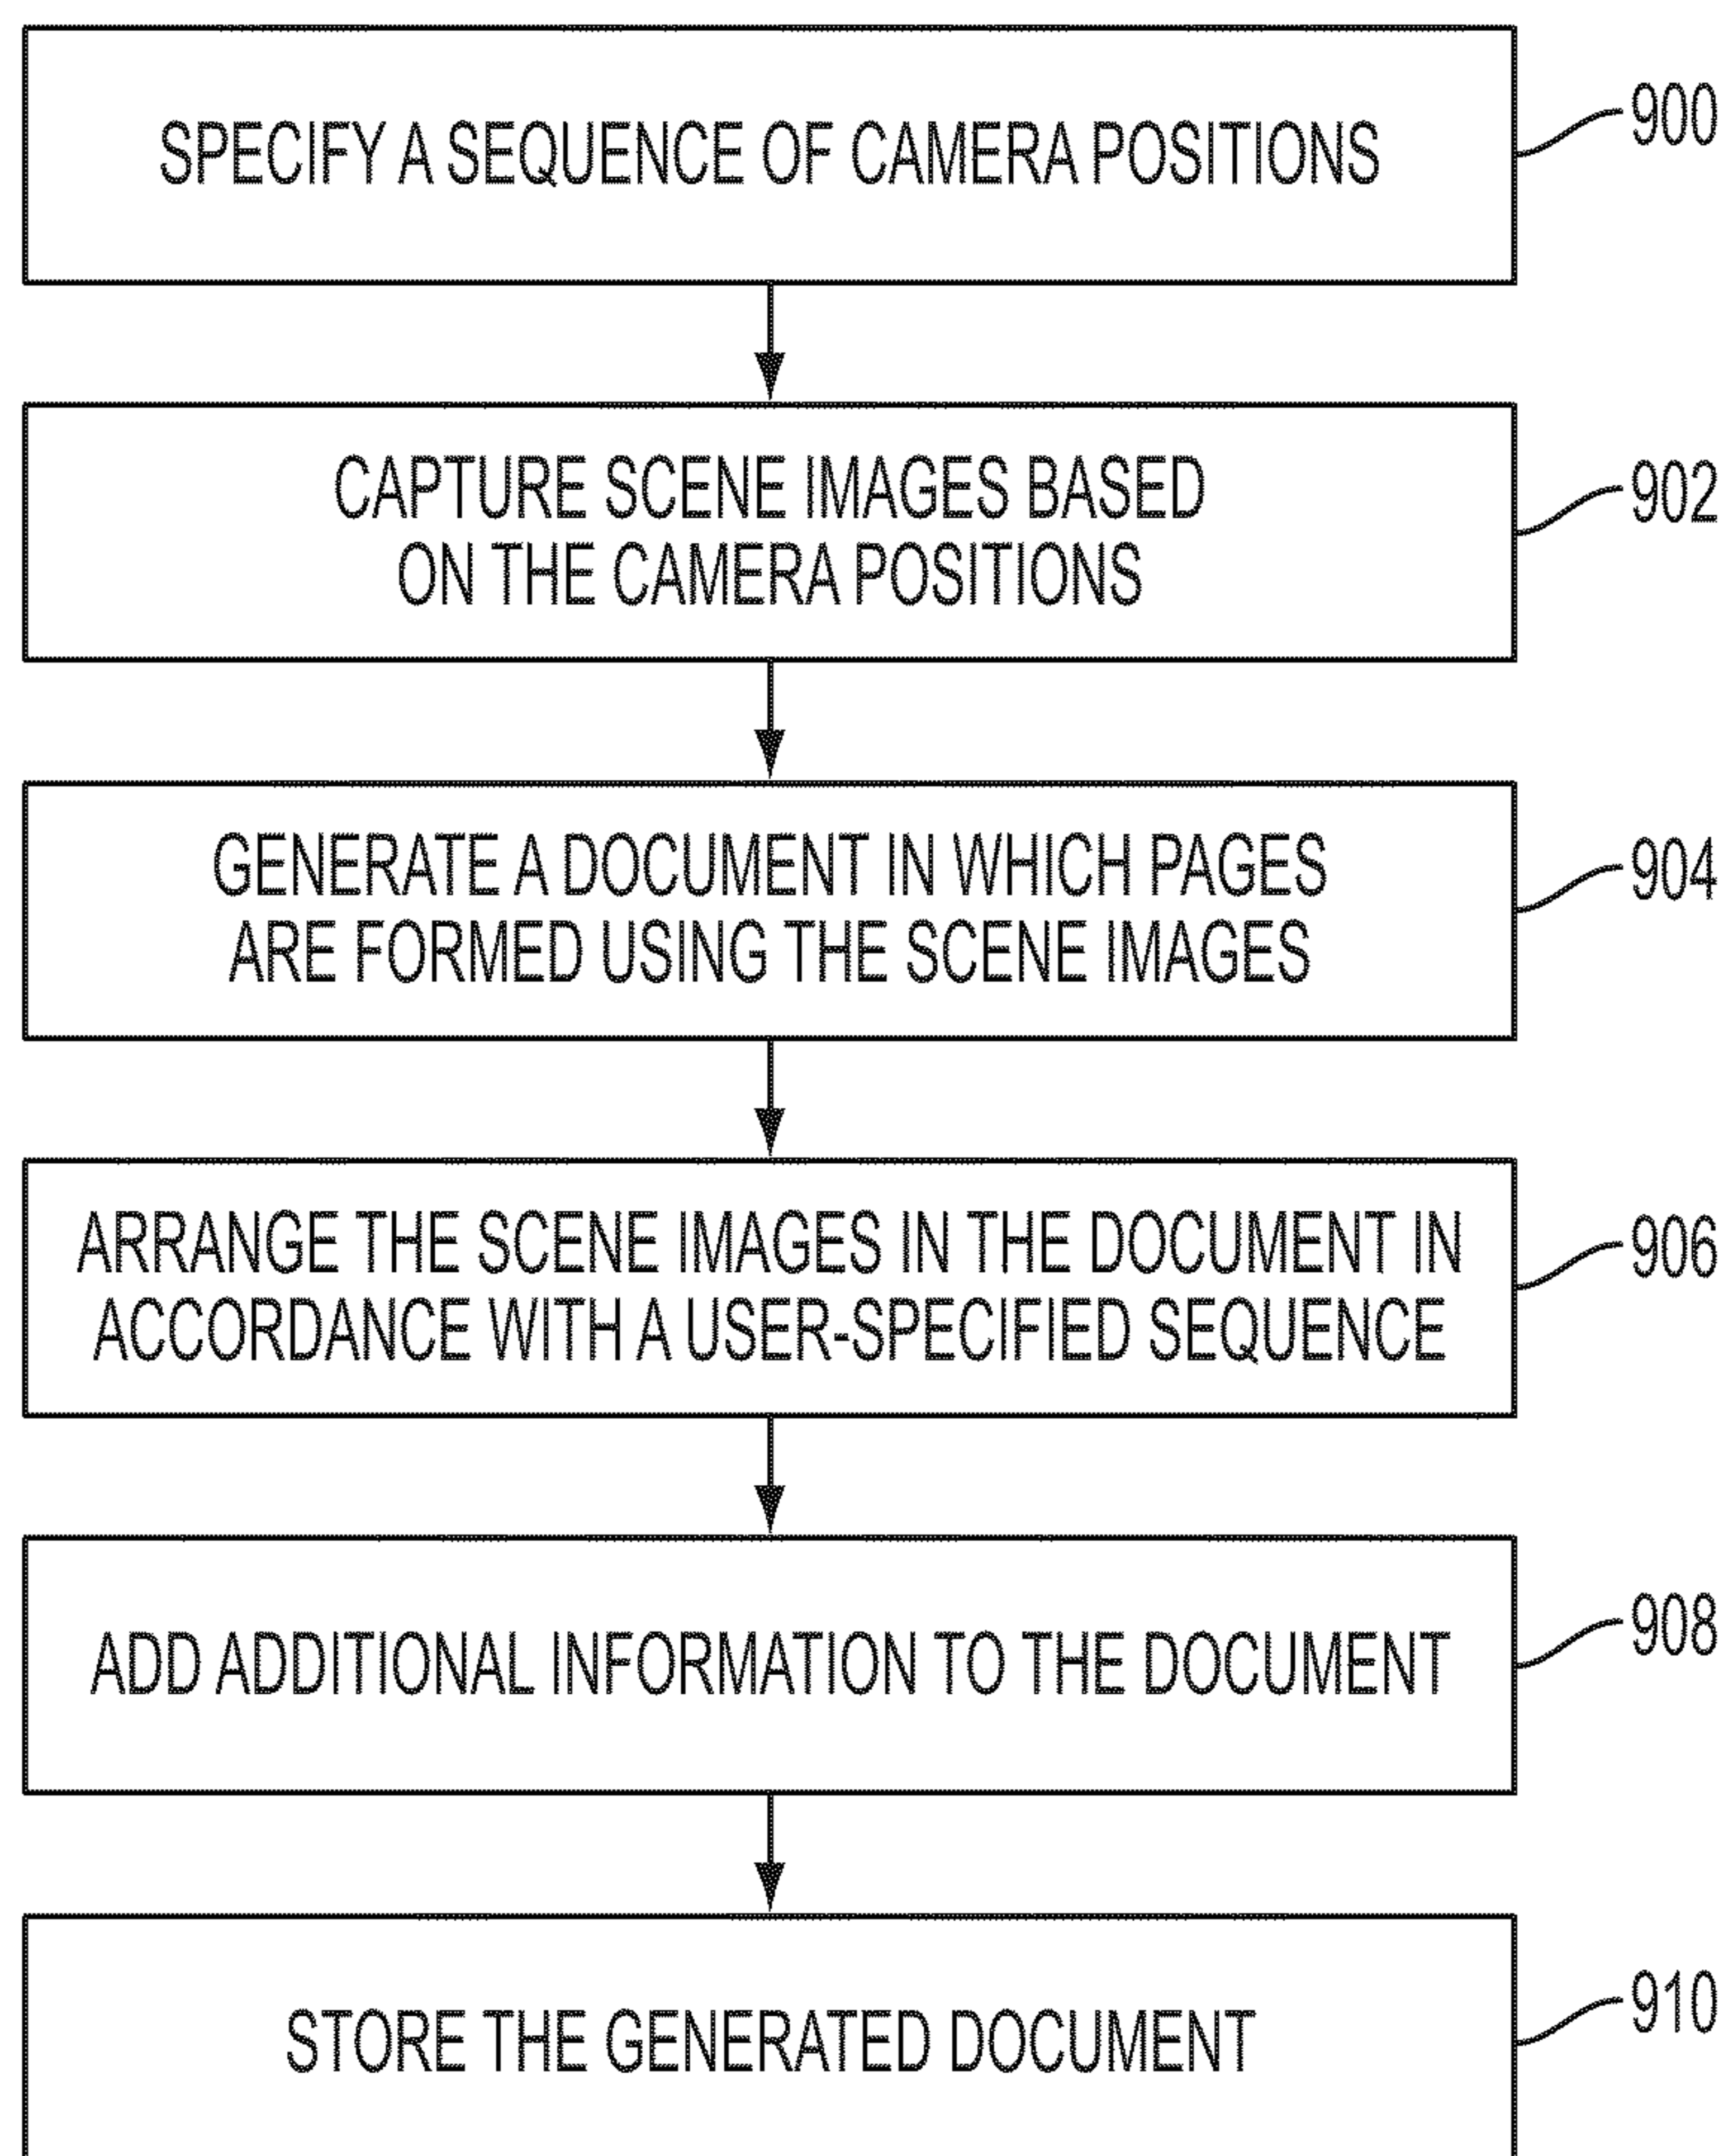 SPECIFY A SEQUENCE OF CAMERA POSITIONS
900
CAPTURE SCENE IMAGES BASED
ON THE CAMERA POSITIONS
902
GENERATE A DOCUMENT IN WHICH PAGES
ARE FORMED USING THE SCENE IMAGES
904
ARRANGE THE SCENE IMAGES IN THE DOCUMENT IN
ACCORDANCE WITH A USER-SPECIFIED SEQUENCE
906
ADD ADDITIONAL INFORMATION TO THE DOCUMENT
908
STORE THE GENERATED DOCUMENT
910